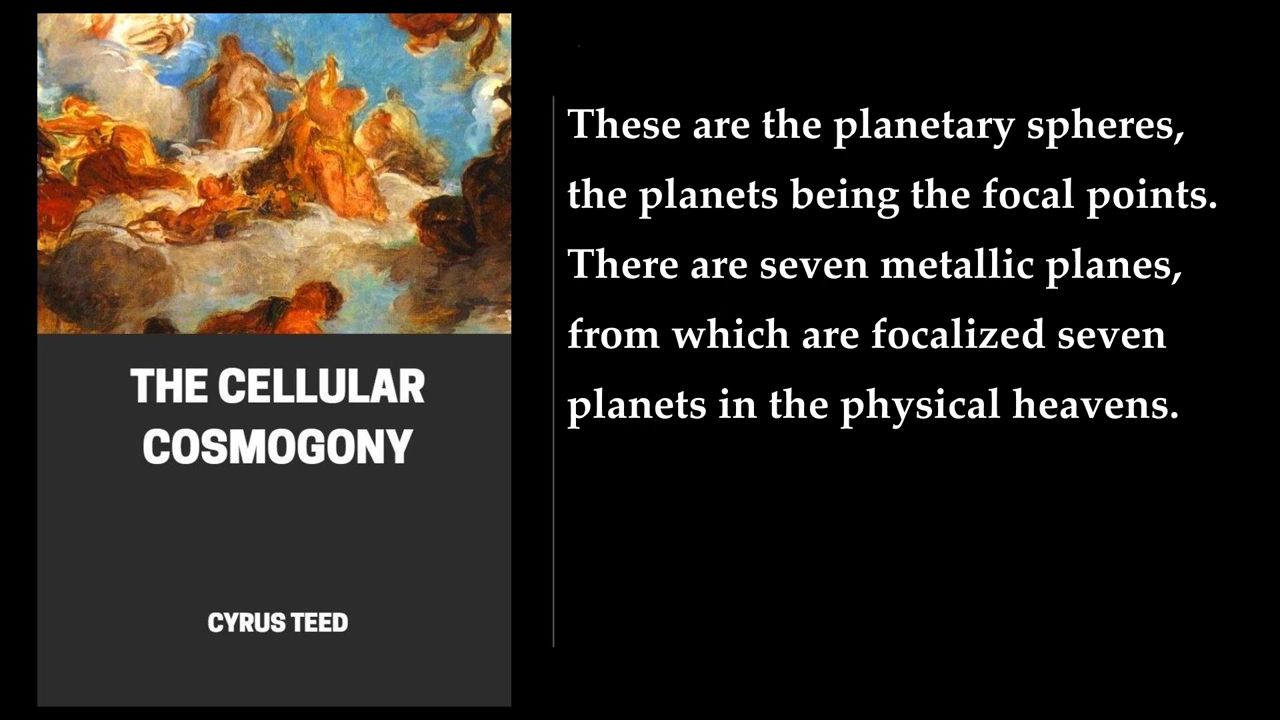 THE CELLULAR
COSMOGONY
CYRUS TEED
These are the planetary spheres,
the planets being the focal points.
There are seven metallic planes,
from which are focalized seven
planets in the physical heavens.